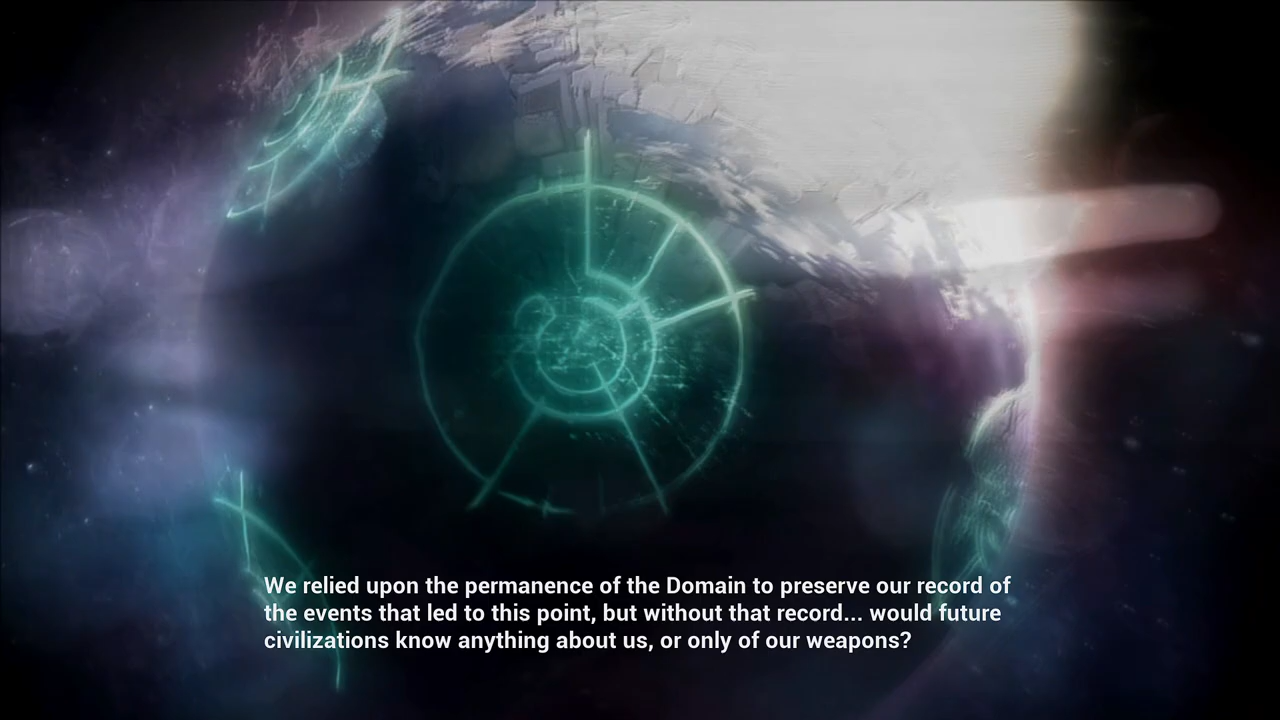 We relied upon the permanence of the Domain to preserve our record of
the events that led to this point, but without that record... would future
civilizations know anything about us, or only of our weapons?